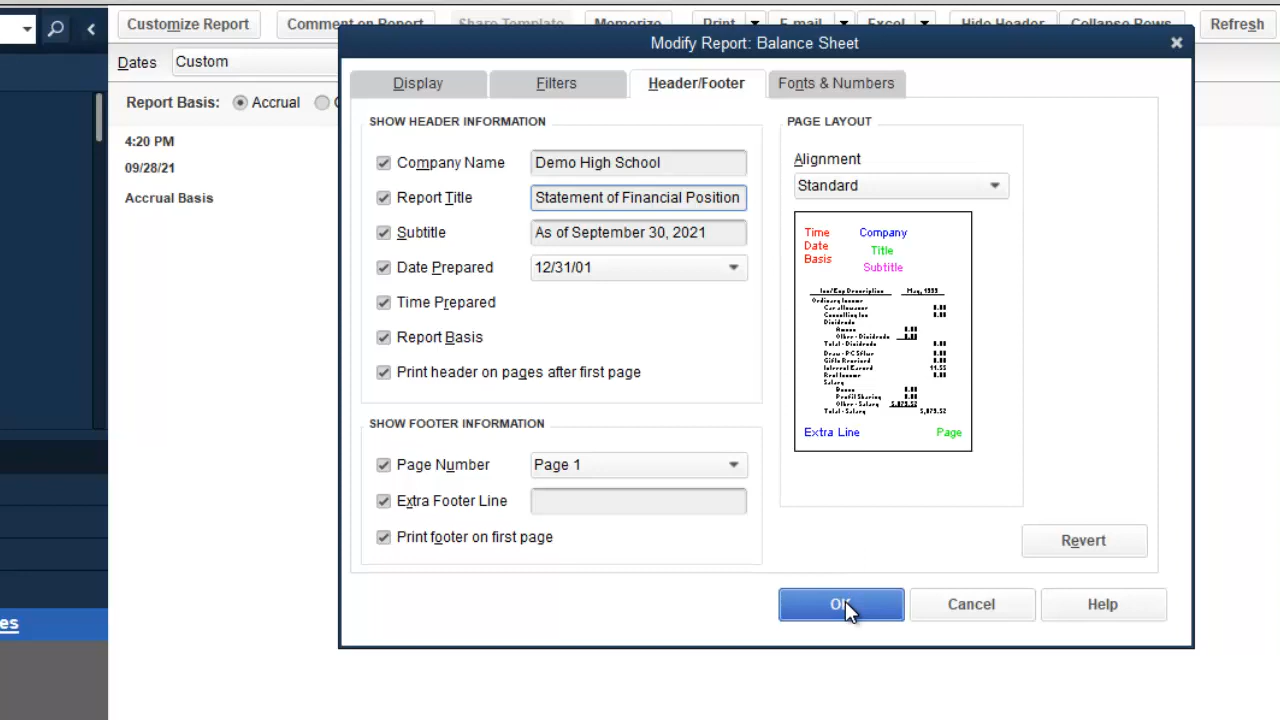 Customize Report
Comment on Report
Share Template
Memorize
Print
E-mail
Excel
Hide Header
Collapse Rows
Refresh
Modify Report: Balance Sheet
Dates
Custom
Display
Filters
Header/Footer
Fonts & Numbers
Report Basis:
Accrual
4:20 PM
09/28/21
Accrual Basis
SHOW HEADER INFORMATION
Company Name
Demo High School
Report Title
Statement of Financial Position
Subtitle
As of September 30, 2021
Date Prepared
12/31/01
Time Prepared
Report Basis
Print header on pages after first page
SHOW FOOTER INFORMATION
Page Number
Page 1
Extra Footer Line
Print footer on first page
PAGE LAYOUT
Alignment
Standard
Time
Date
Basis
Company
Title
Subtitle
Extra Line
Page
Revert
OK
Cancel
Help
es